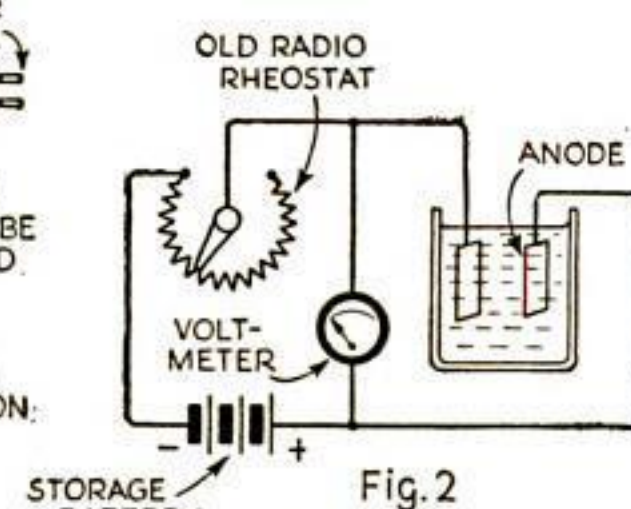 OLD RADIO
RHEOSTAT
ANODE
BE
D
VOLT-
METER
ON:
-
+
STORAGE
Fig. 2